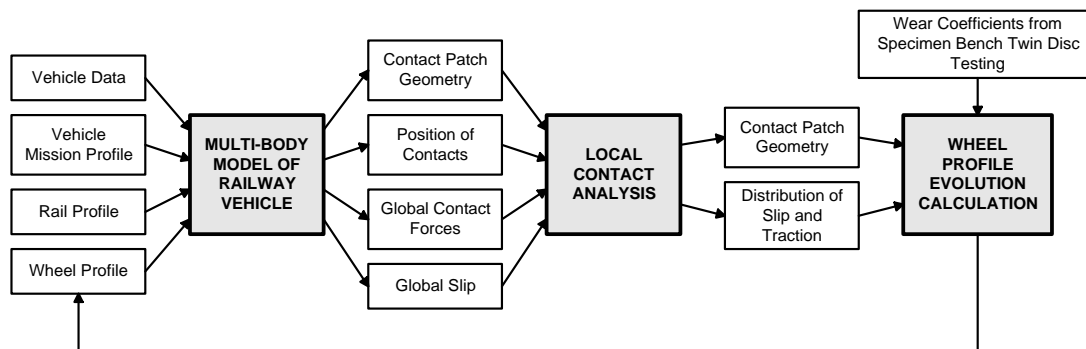 Vehicle Data
Vehicle
Mission Profile
Rail Profile
Wheel Profile
MULTI-BODY
MODEL OF
RAILWAY
VEHICLE
Contact Patch
Geometry
Position of
Contacts
Global Contact
Forces
Global Slip
LOCAL
CONTACT
ANALYSIS
Contact Patch
Geometry
Distribution of
Slip and
Traction
Wear Coefficients from
Specimen Bench Twin Disc
Testing
WHEEL
PROFILE
EVOLUTION
CALCULATION